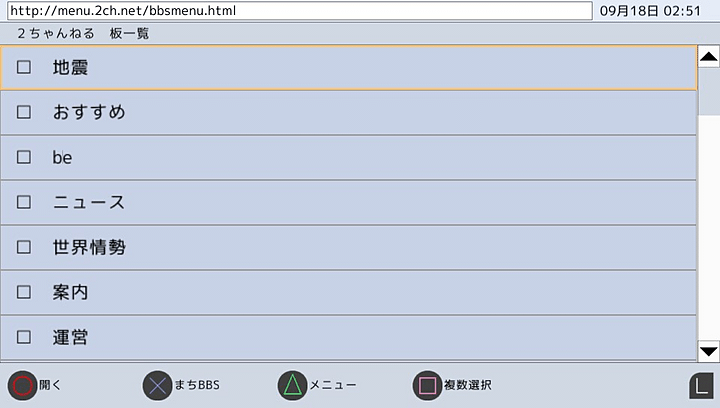 http://menu.2ch.net/bbsmenu.html 09月18日 02:51
２ちゃんねる　板一覧
地震
おすすめ
be
ニュース
世界情勢
案内
運営
開く まちBBS メニュー 複数選択 L